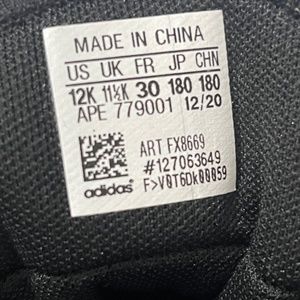 MADE IN CHINA
US UK FR JP CHN
12K 11½K 30 180 180
APE 779001 12/20
ART FX8669
#127063649
F>V0T6Dk00059
adidas